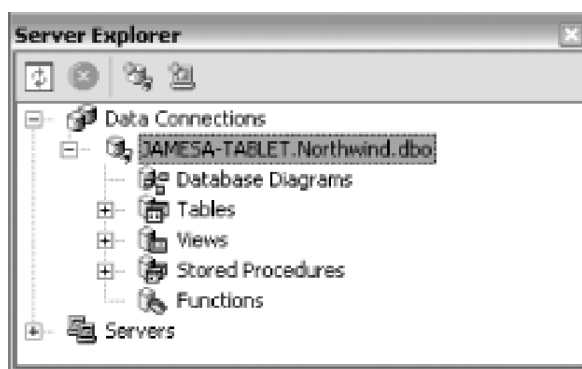 Server Explorer
Data Connections
JAMESA-TABLET.Northwind.dbo
Database Diagrams
Tables
Views
Stored Procedures
Functions
Servers